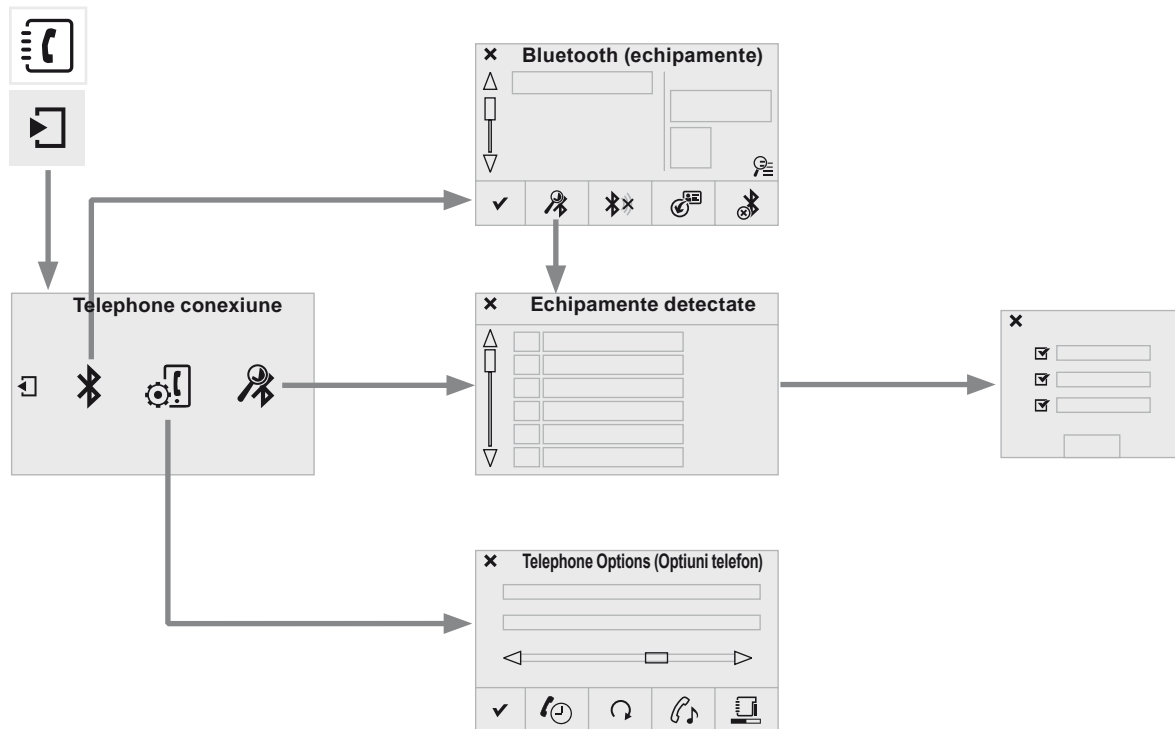 Bluetooth (echipamente)
Telephone conexiune
Echipamente detectate
Telephone Options (Optiuni telefon)